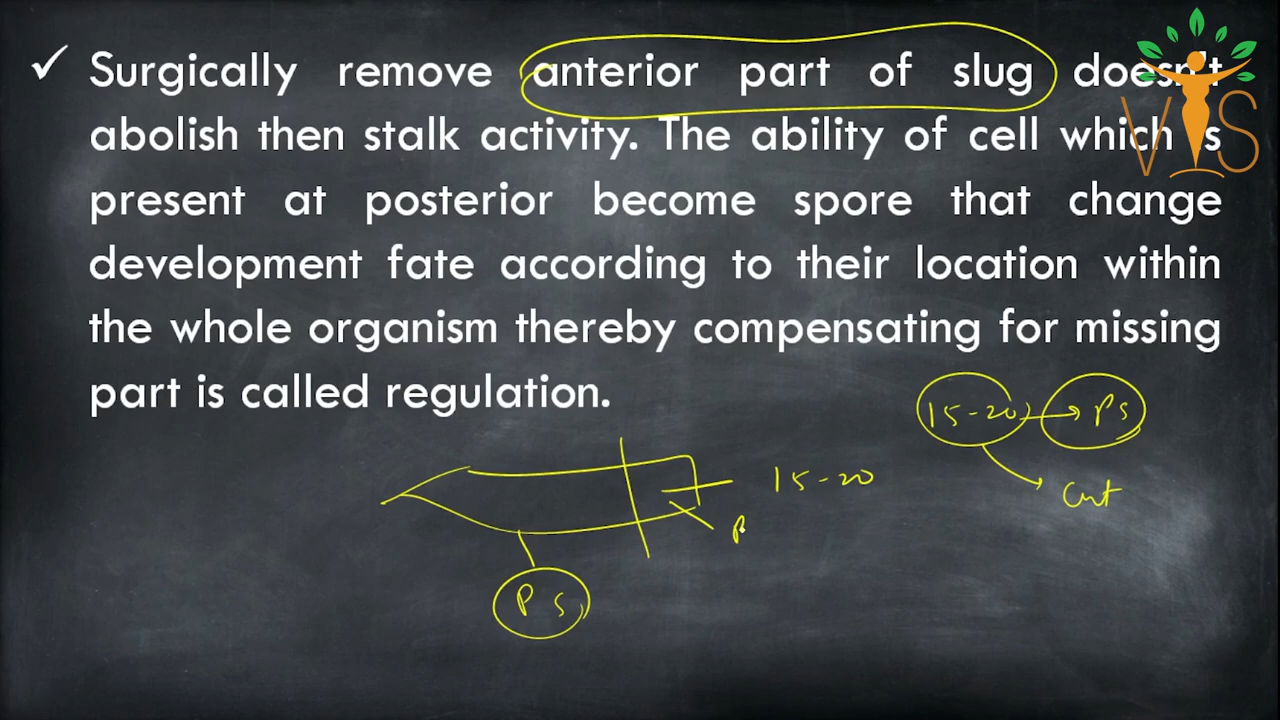 ✓ Surgically remove anterior part of slug doesn't
abolish then stalk activity. The ability of cell which is
present at posterior become spore that change
development fate according to their location within
the whole organism thereby compensating for missing
part is called regulation.
15-20 → Ps
Cut
15-20
P
Ps
VIS